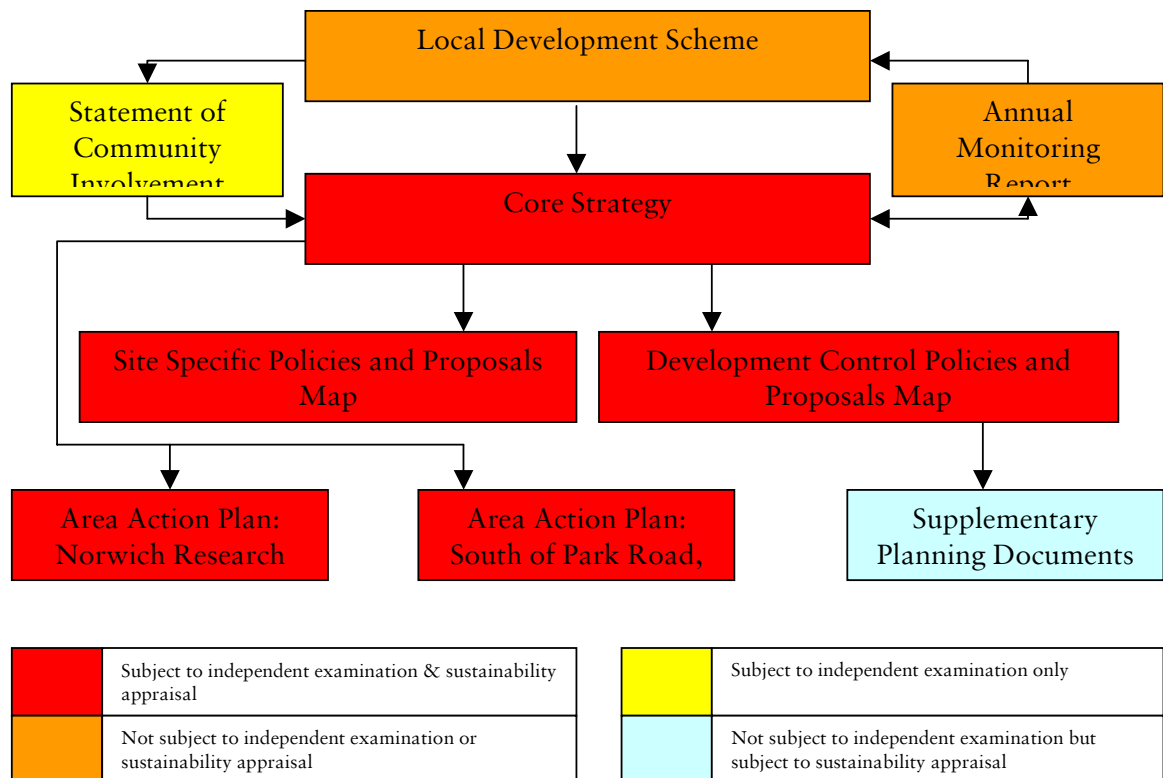 Local Development Scheme
Statement of
Community
Involvement
Annual
Monitoring
Report
Core Strategy
Site Specific Policies and Proposals
Map
Development Control Policies and
Proposals Map
Area Action Plan:
Norwich Research
Area Action Plan:
South of Park Road,
Supplementary
Planning Documents
Subject to independent examination & sustainability
appraisal
Subject to independent examination only
Not subject to independent examination or
sustainability appraisal
Not subject to independent examination but
subject to sustainability appraisal